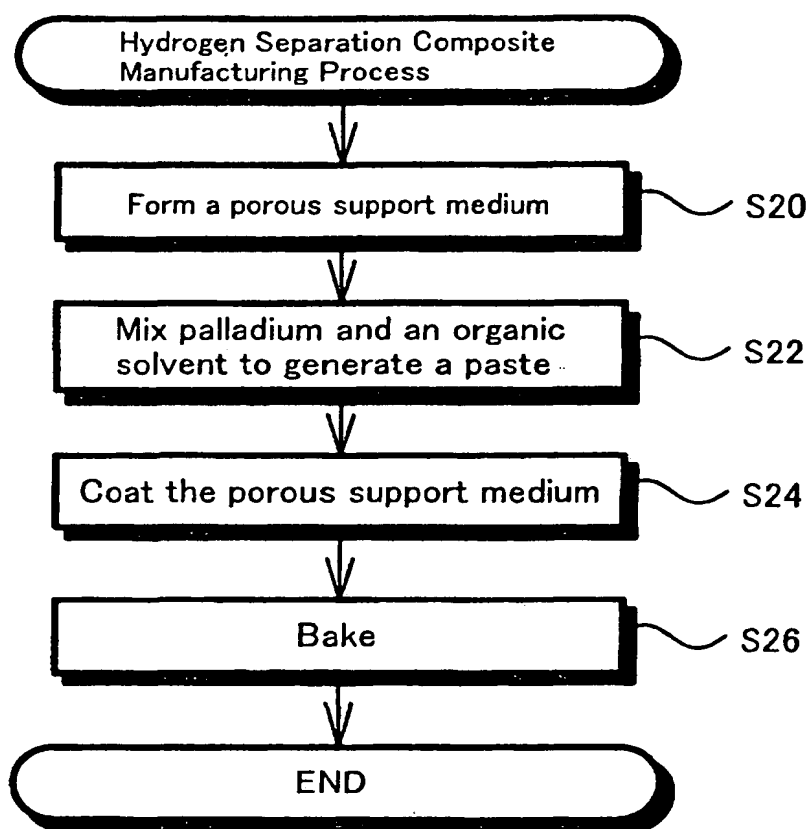 Hydrogen Separation Composite
Manufacturing Process
Form a porous support medium
S20
Mix palladium and an organic
solvent to generate a paste
S22
Coat the porous support medium
S24
Bake
S26
END